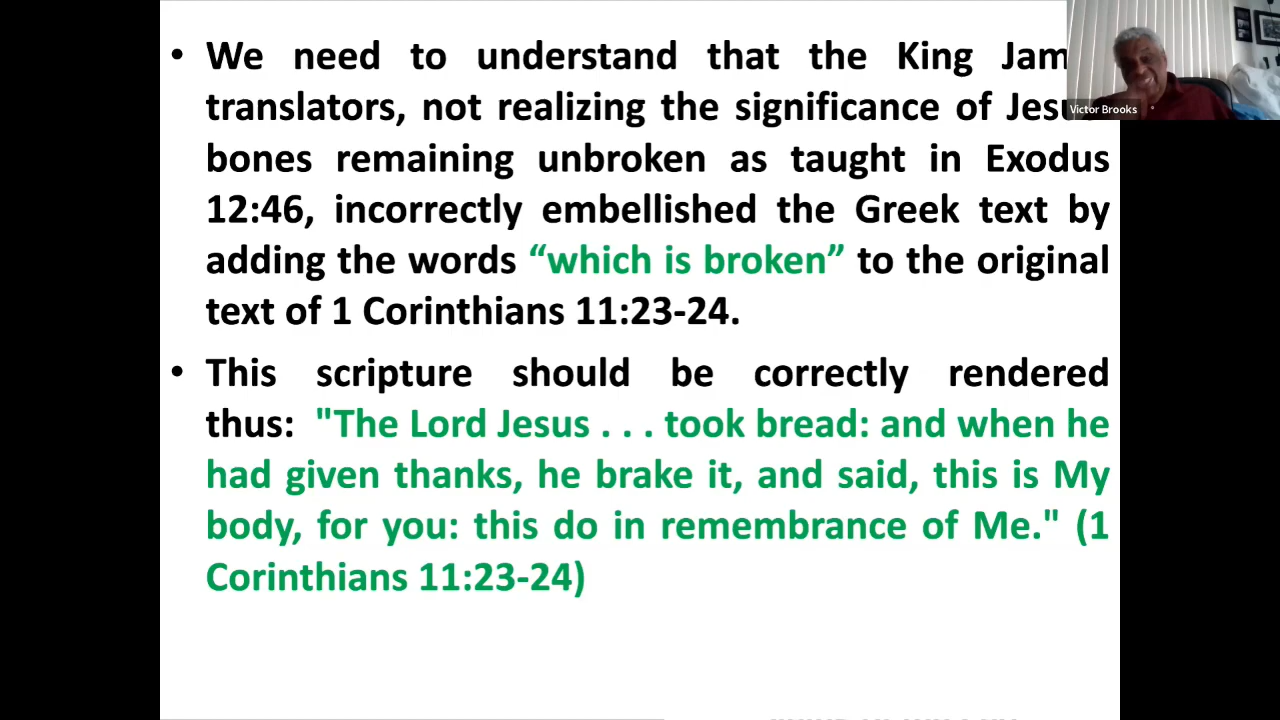 • We need to understand that the King Jam
translators, not realizing the significance of Jesu
bones remaining unbroken as taught in Exodus
12:46, incorrectly embellished the Greek text by
adding the words “which is broken” to the original
text of 1 Corinthians 11:23-24.
• This scripture should be correctly rendered
thus: "The Lord Jesus . . . took bread: and when he
had given thanks, he brake it, and said, this is My
body, for you: this do in remembrance of Me." (1
Corinthians 11:23-24)
Victor Brooks